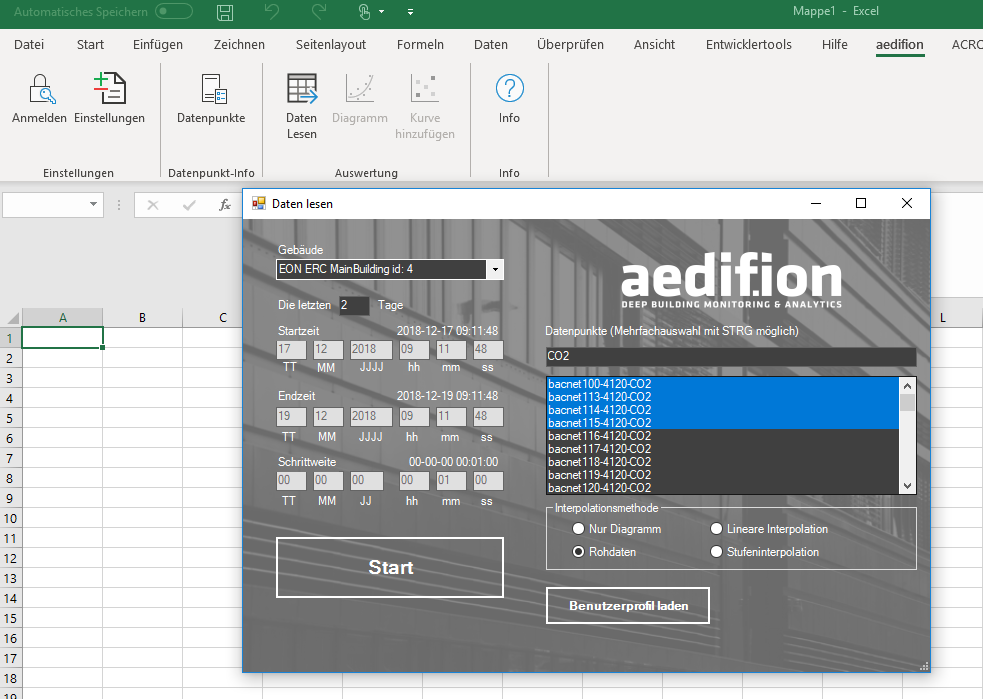 Automatisches Speichern
Mappe1 - Excel
Datei Start Einfügen Zeichnen Seitenlayout Formeln Daten Überprüfen Ansicht Entwicklertools Hilfe aedifion ACRO
Anmelden Einstellungen Datenpunkte Daten Lesen Diagramm Kurve hinzufügen Info
Einstellungen Datenpunkt-Info Auswertung Info
fx
Daten lesen
Gebäude
EON ERC MainBuilding id: 4
Die letzten 2 Tage
Startzeit 2018-12-17 09:11:48
17 12 2018 09 11 48
TT MM JJJJ hh mm ss
Endzeit 2018-12-19 09:11:48
19 12 2018 09 11 48
TT MM JJJJ hh mm ss
Schrittweite 00-00-00 00:01:00
00 00 00 00 01 00
TT MM JJ hh mm ss
Start
aedifion
DEEP BUILDING MONITORING & ANALYTICS
Datenpunkte (Mehrfachauswahl mit STRG möglich)
CO2
bacnet100-4120-CO2
bacnet113-4120-CO2
bacnet114-4120-CO2
bacnet115-4120-CO2
bacnet116-4120-CO2
bacnet117-4120-CO2
bacnet118-4120-CO2
bacnet119-4120-CO2
bacnet120-4120-CO2
Interpolationsmethode
Nur Diagramm Lineare Interpolation
Rohdaten Stufeninterpolation
Benutzerprofil laden
A B C L
1
2
3
4
5
6
7
8
9
10
11
12
13
14
15
16
17
18
19